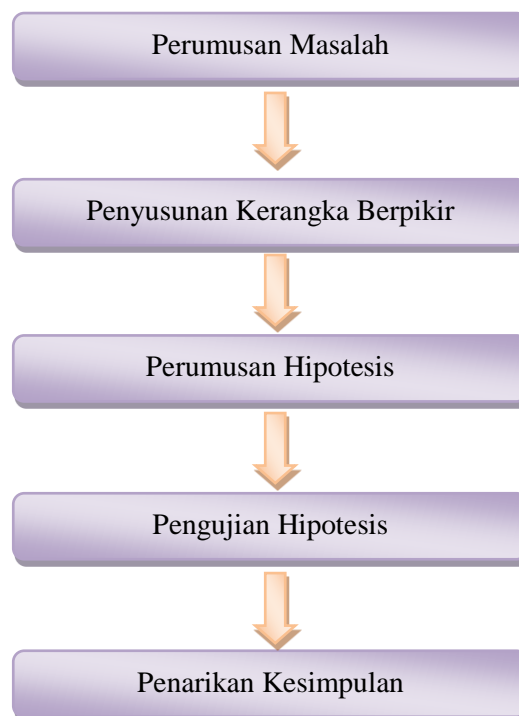 Perumusan Masalah
Penyusunan Kerangka Berpikir
Perumusan Hipotesis
Pengujian Hipotesis
Penarikan Kesimpulan